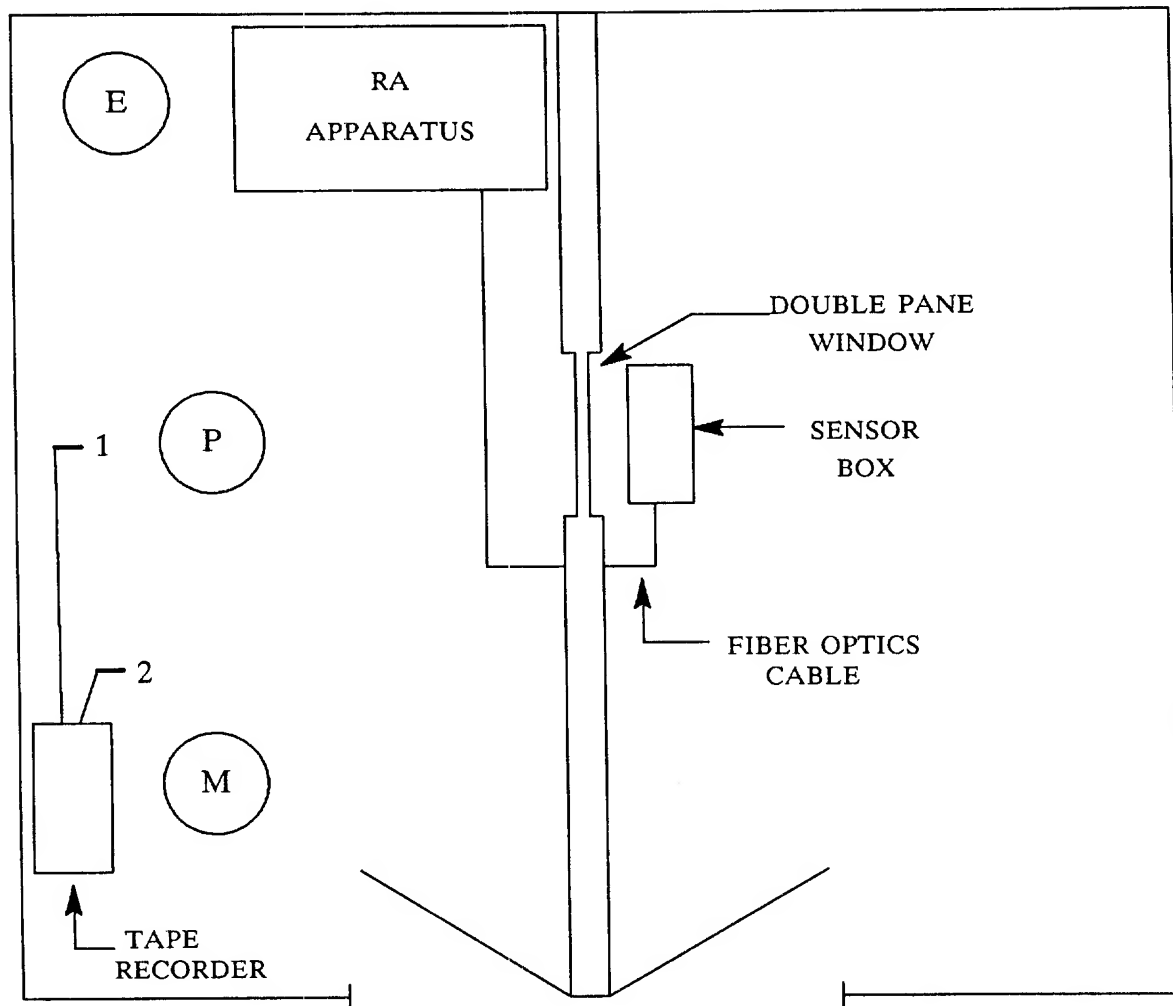 E
RA
APPARATUS
DOUBLE PANE
WINDOW
P
1
SENSOR
BOX
FIBER OPTICS
CABLE
2
M
TAPE
RECORDER